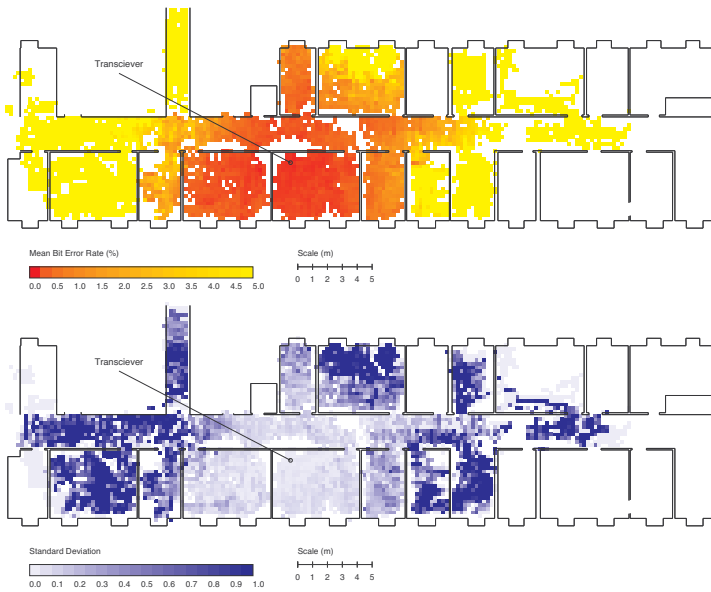 Transciever
Mean Bit Error Rate (%)
0.0 0.5 1.0 1.5 2.0 2.5 3.0 3.5 4.0 4.5 5.0
Scale (m)
0 1 2 3 4 5
Transciever
Standard Deviation
0.0 0.1 0.2 0.3 0.4 0.5 0.6 0.7 0.8 0.9 1.0
Scale (m)
0 1 2 3 4 5